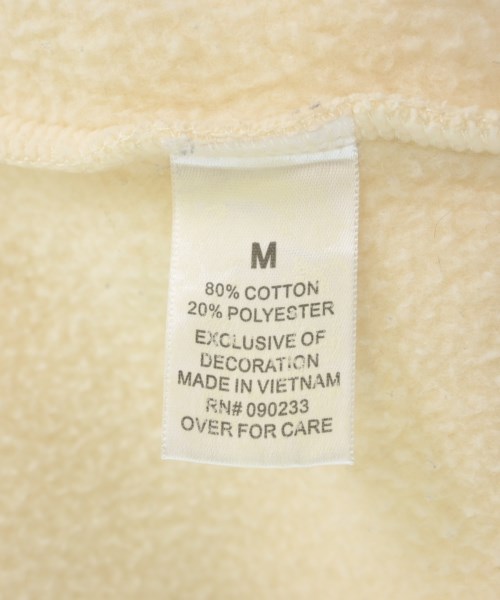 M
80% COTTON
20% POLYESTER
EXCLUSIVE OF
DECORATION
MADE IN VIETNAM
RN# 090233
OVER FOR CARE